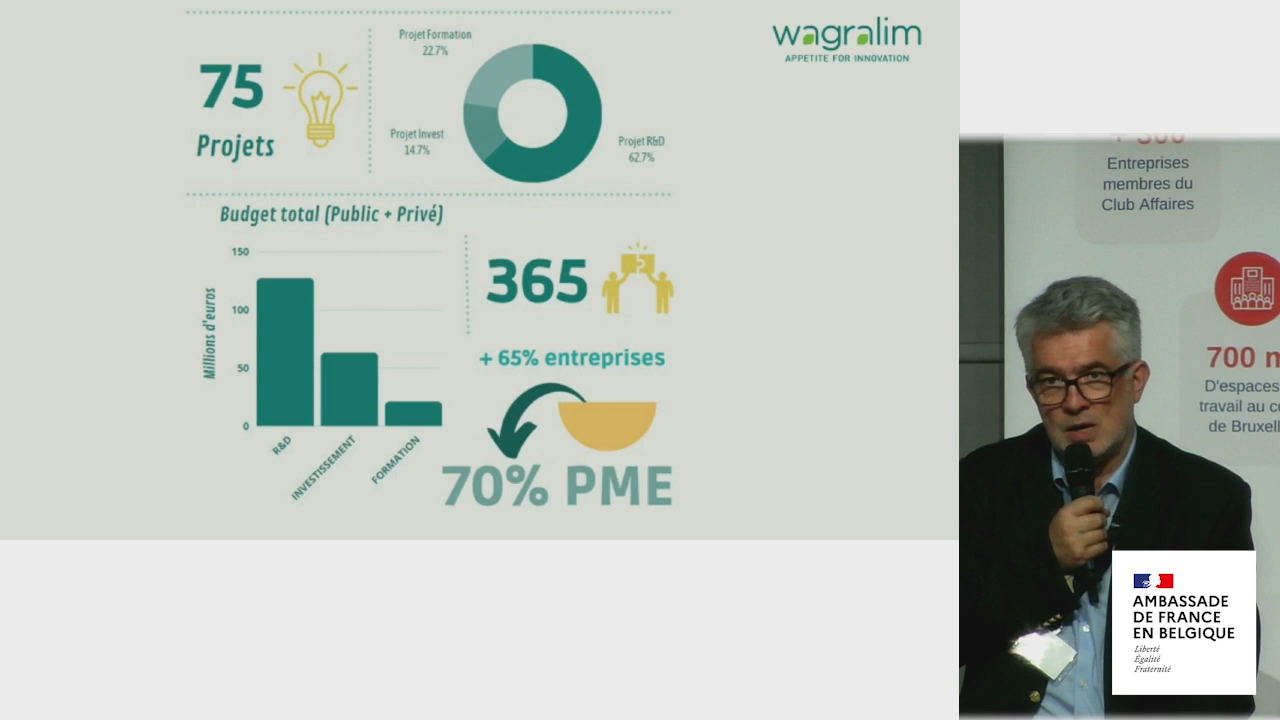 wagralim
APPETITE FOR INNOVATION
75
Projets
Projet Formation
22.7%
Projet Invest
14.7%
Projet R&D
62.7%
Budget total (Public + Privé)
Millions d'euros
150
100
50
0
R&D
INVESTISSEMENT
FORMATION
365
+ 65% entreprises
70% PME
+ 300
Entreprises
membres du
Club Affaires
700 m
D'espaces
travail au c
de Bruxell
AMBASSADE
DE FRANCE
EN BELGIQUE
Liberté
Égalité
Fraternité